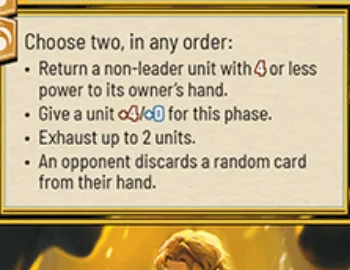 Choose two, in any order:
• Return a non-leader unit with 4 or less
power to its owner's hand.
• Give a unit +4/+0 for this phase.
• Exhaust up to 2 units.
• An opponent discards a random card
from their hand.